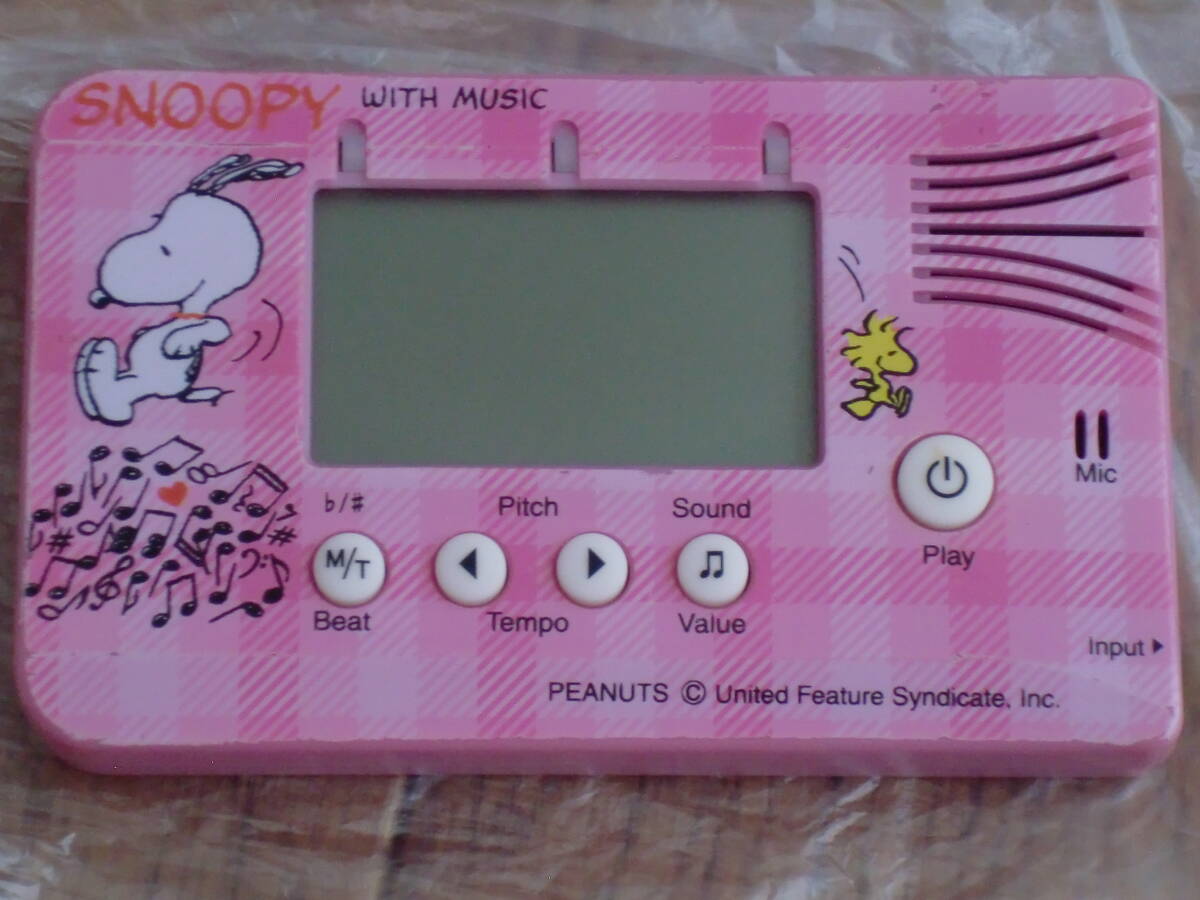 SNOOPY WITH MUSIC
♭/♯ Pitch Sound
M/T
Beat Tempo Value
Play
Mic
Input
PEANUTS © United Feature Syndicate, Inc.